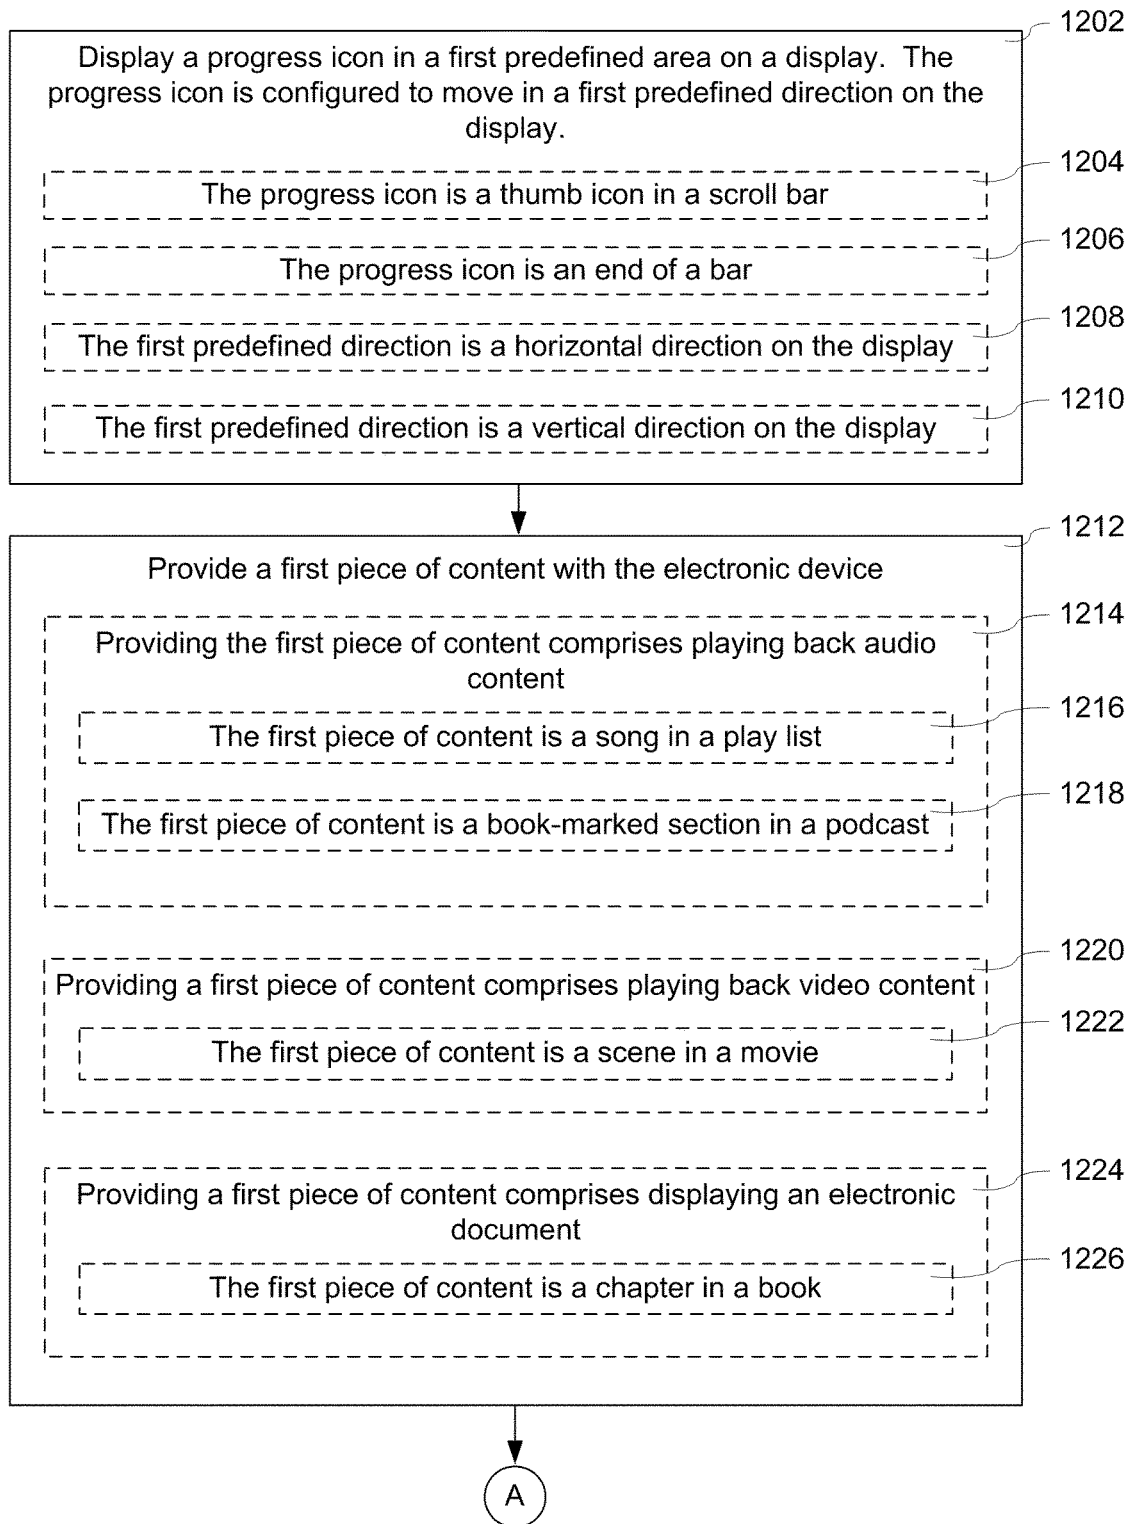 1202
Display a progress icon in a first predefined area on a display. The
progress icon is configured to move in a first predefined direction on the
display.
1204
The progress icon is a thumb icon in a scroll bar
1206
The progress icon is an end of a bar
1208
The first predefined direction is a horizontal direction on the display
1210
The first predefined direction is a vertical direction on the display
1212
Provide a first piece of content with the electronic device
1214
Providing the first piece of content comprises playing back audio
content
1216
The first piece of content is a song in a play list
1218
The first piece of content is a book-marked section in a podcast
1220
Providing a first piece of content comprises playing back video content
1222
The first piece of content is a scene in a movie
1224
Providing a first piece of content comprises displaying an electronic
document
1226
The first piece of content is a chapter in a book
A